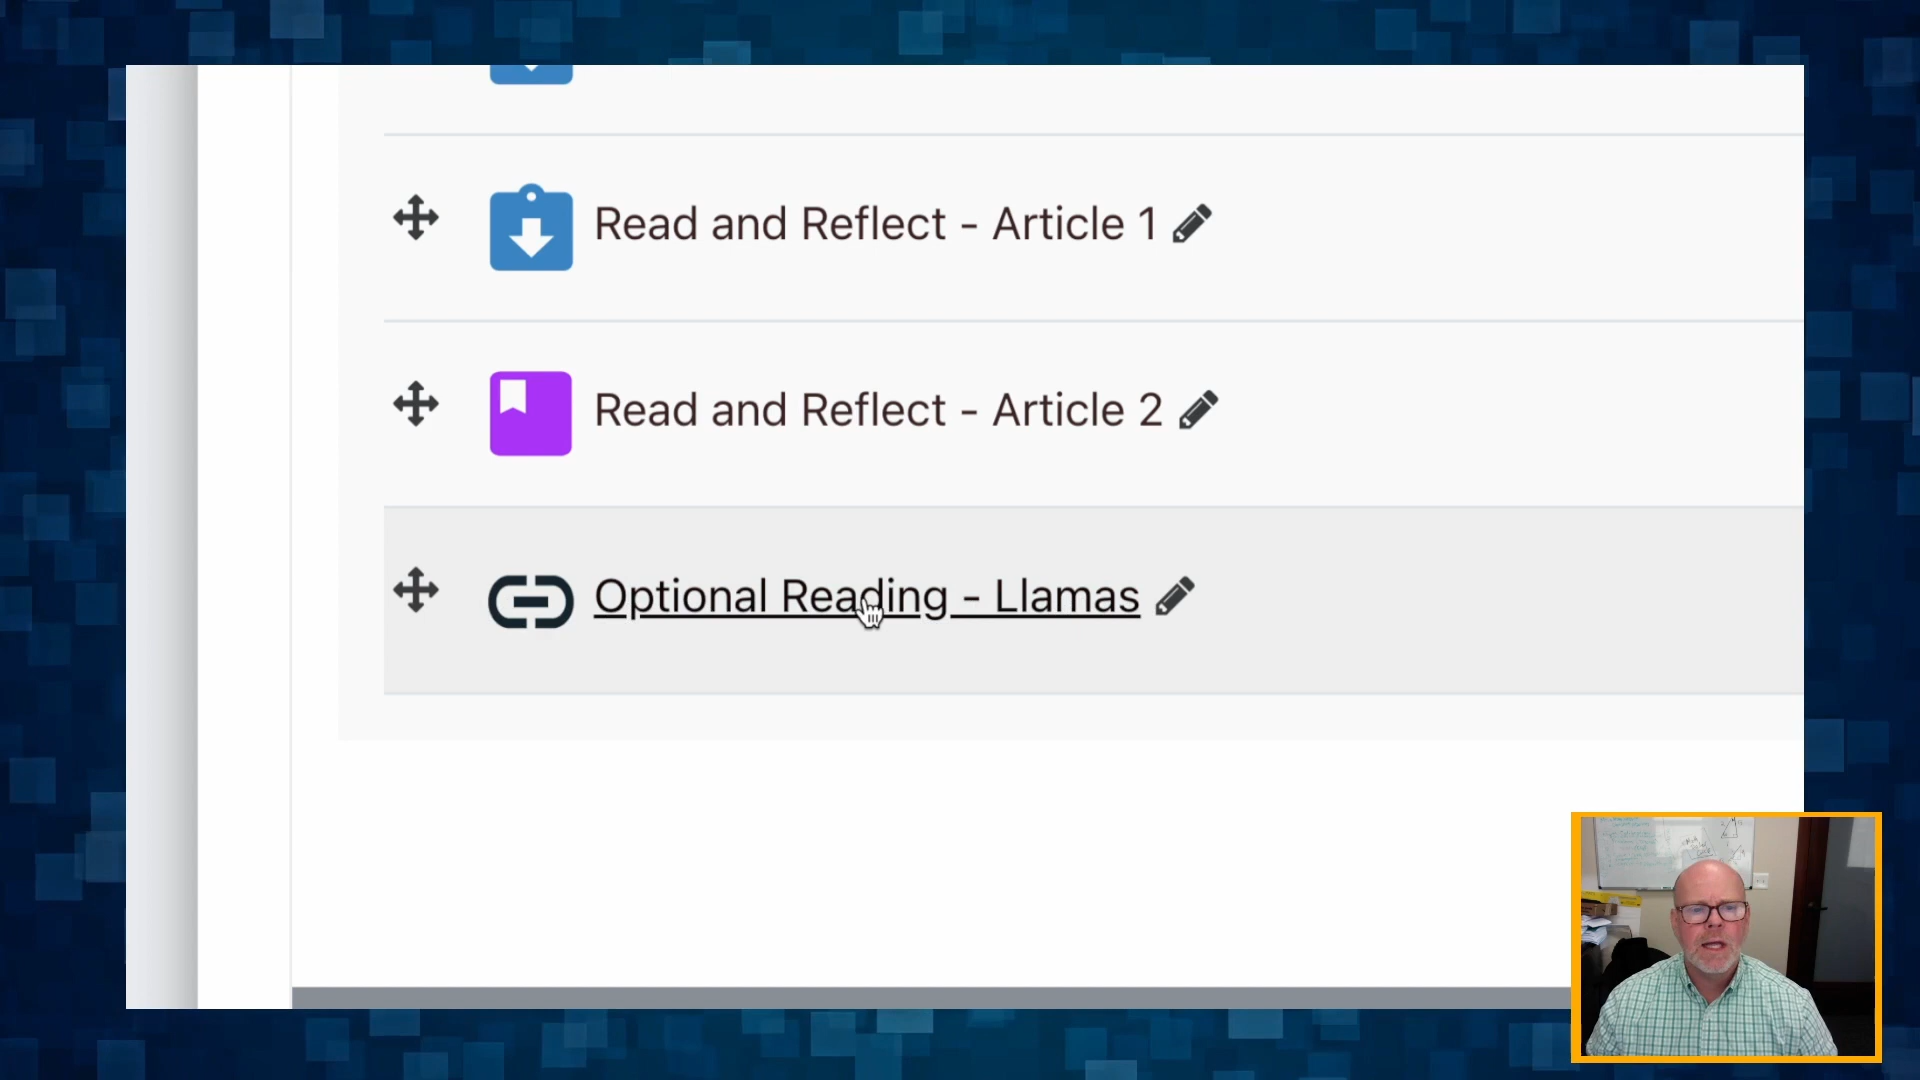 Read and Reflect - Article 1
Read and Reflect - Article 2
Optional Reading - Llamas